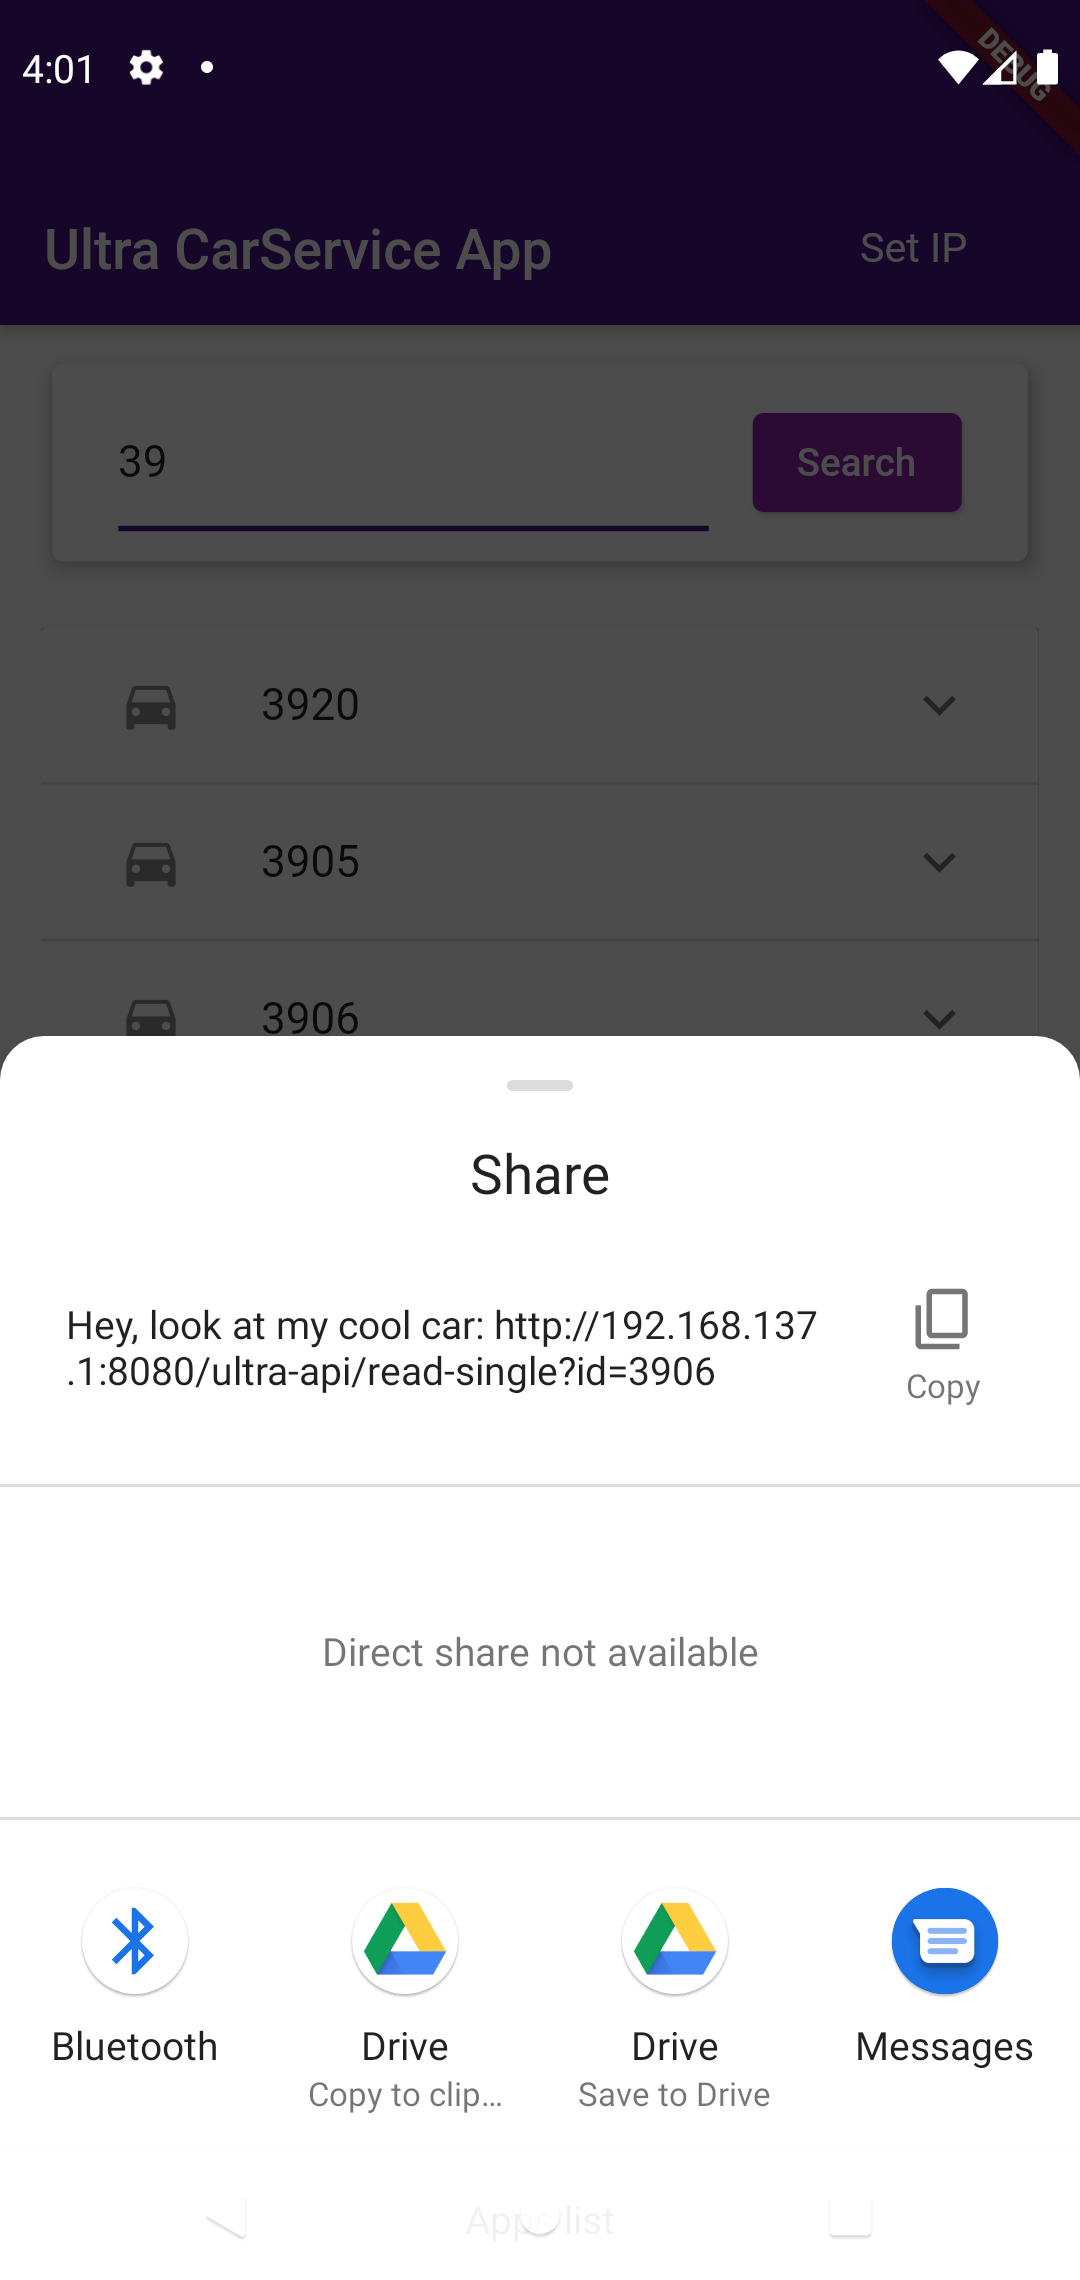 4:01
DEBUG
Ultra CarService App
Set IP
39
Search
3920
3905
3906
Share
Hey, look at my cool car: http://192.168.137
.1:8080/ultra-api/read-single?id=3906
Copy
Direct share not available
Bluetooth
Drive
Drive
Messages
Copy to clip…
Save to Drive
Apps list